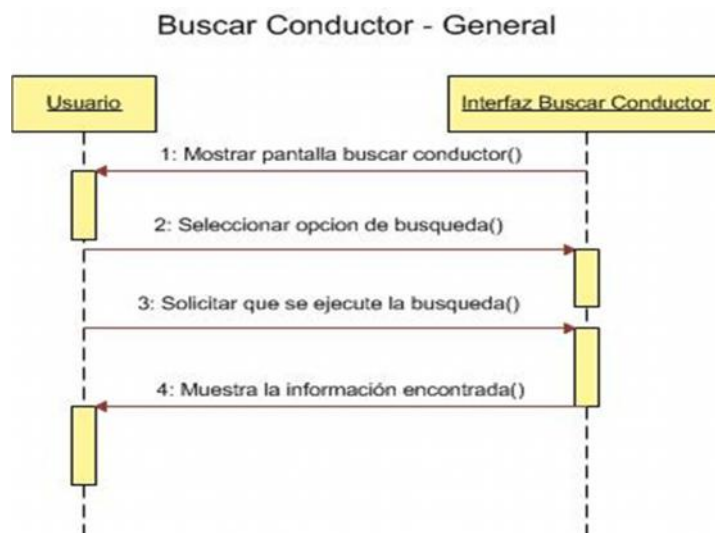 Buscar Conductor - General
Usuario
Interfaz Buscar Conductor
1: Mostrar pantalla buscar conductor()
2: Seleccionar opcion de busqueda()
3: Solicitar que se ejecute la busqueda()
4: Muestra la información encontrada()